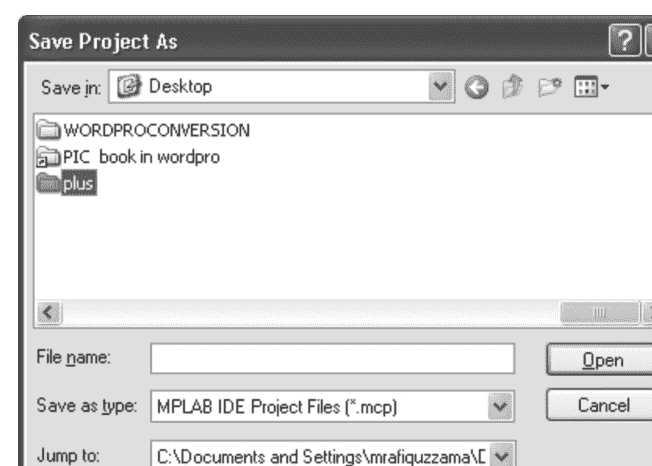 Save Project As
?
Save in: Desktop
WORDPROCONVERSION
PIC book in wordpro
plus
File name:
Open
Save as type: MPLAB IDE Project Files (*.mcp)
Cancel
Jump to: C:\Documents and Settings\mrafiquzzama\D